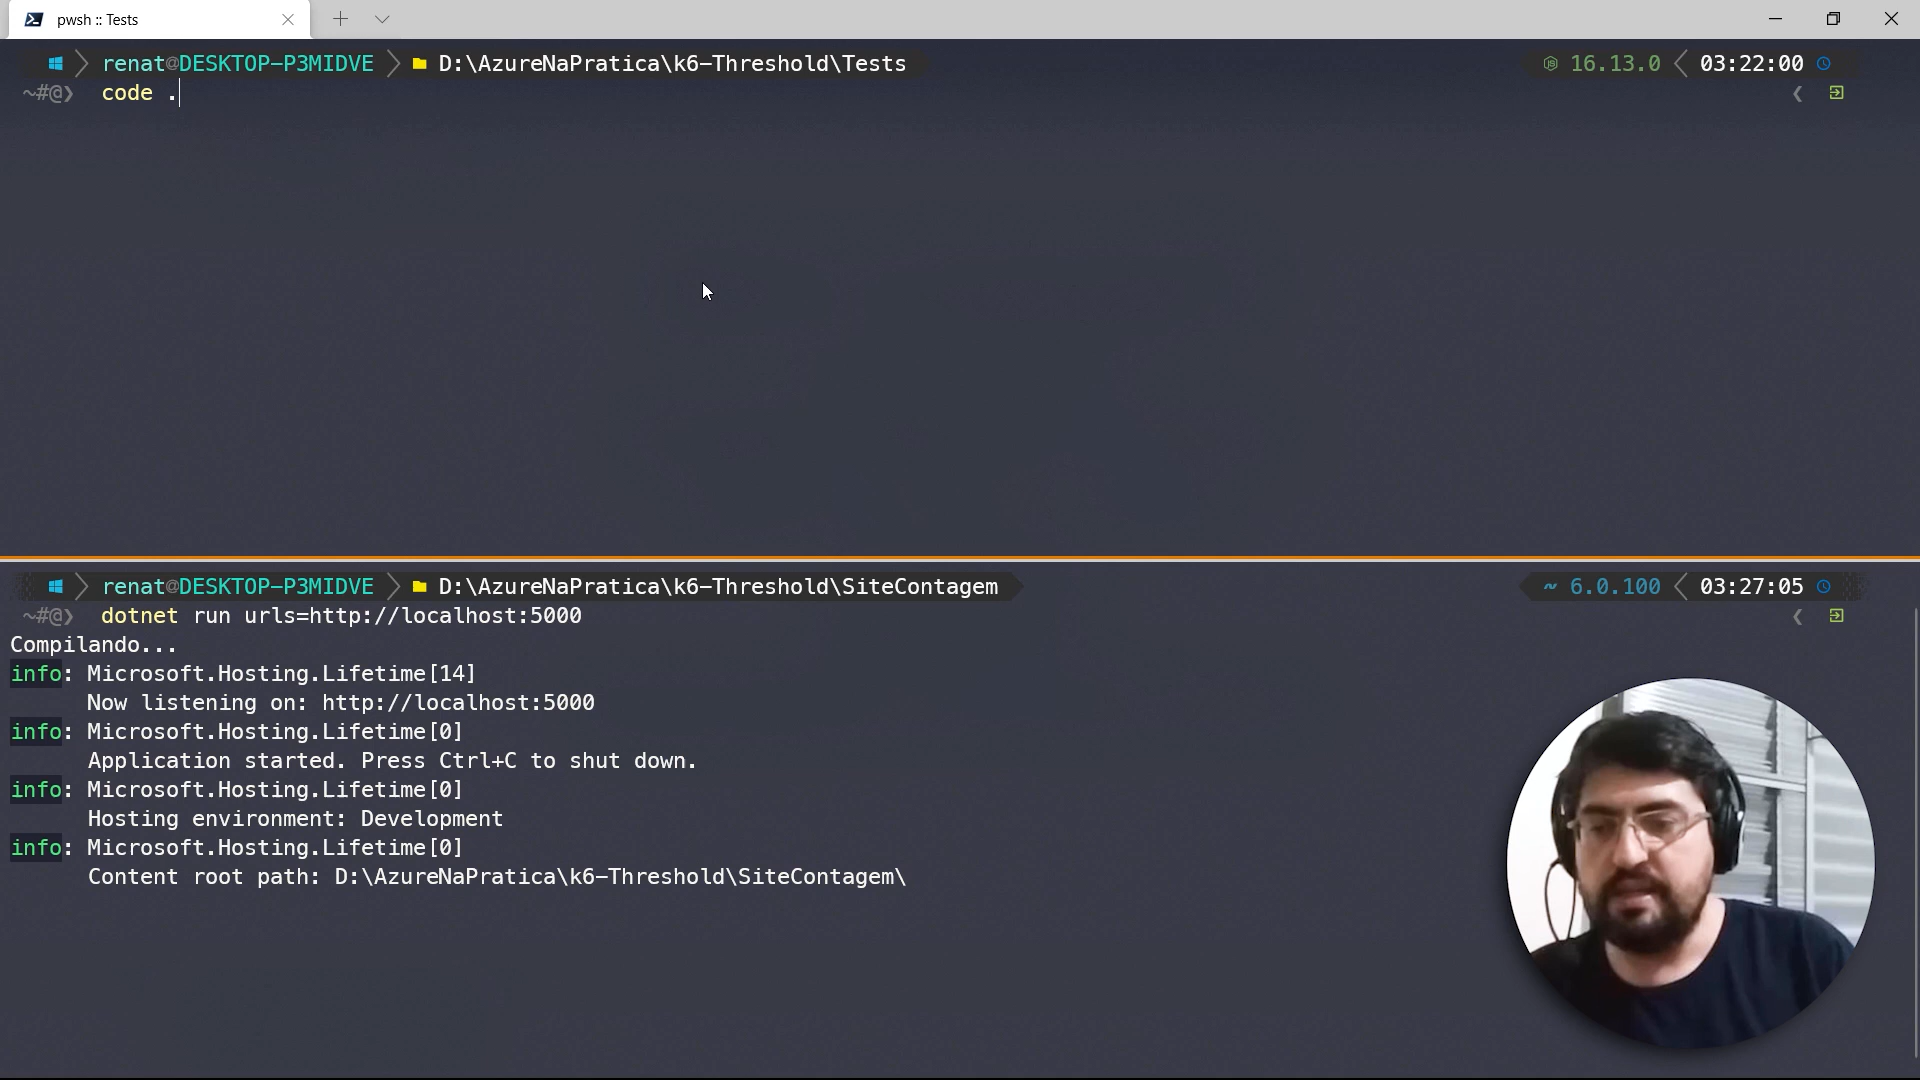 pwsh :: Tests
renat@DESKTOP-P3MIDVE D:\AzureNaPratica\k6-Threshold\Tests 16.13.0 03:22:00
~#@❯ code .
renat@DESKTOP-P3MIDVE D:\AzureNaPratica\k6-Threshold\SiteContagem 6.0.100 03:27:05
~#@❯ dotnet run urls=http://localhost:5000
Compilando...
info: Microsoft.Hosting.Lifetime[14]
Now listening on: http://localhost:5000
info: Microsoft.Hosting.Lifetime[0]
Application started. Press Ctrl+C to shut down.
info: Microsoft.Hosting.Lifetime[0]
Hosting environment: Development
info: Microsoft.Hosting.Lifetime[0]
Content root path: D:\AzureNaPratica\k6-Threshold\SiteContagem\